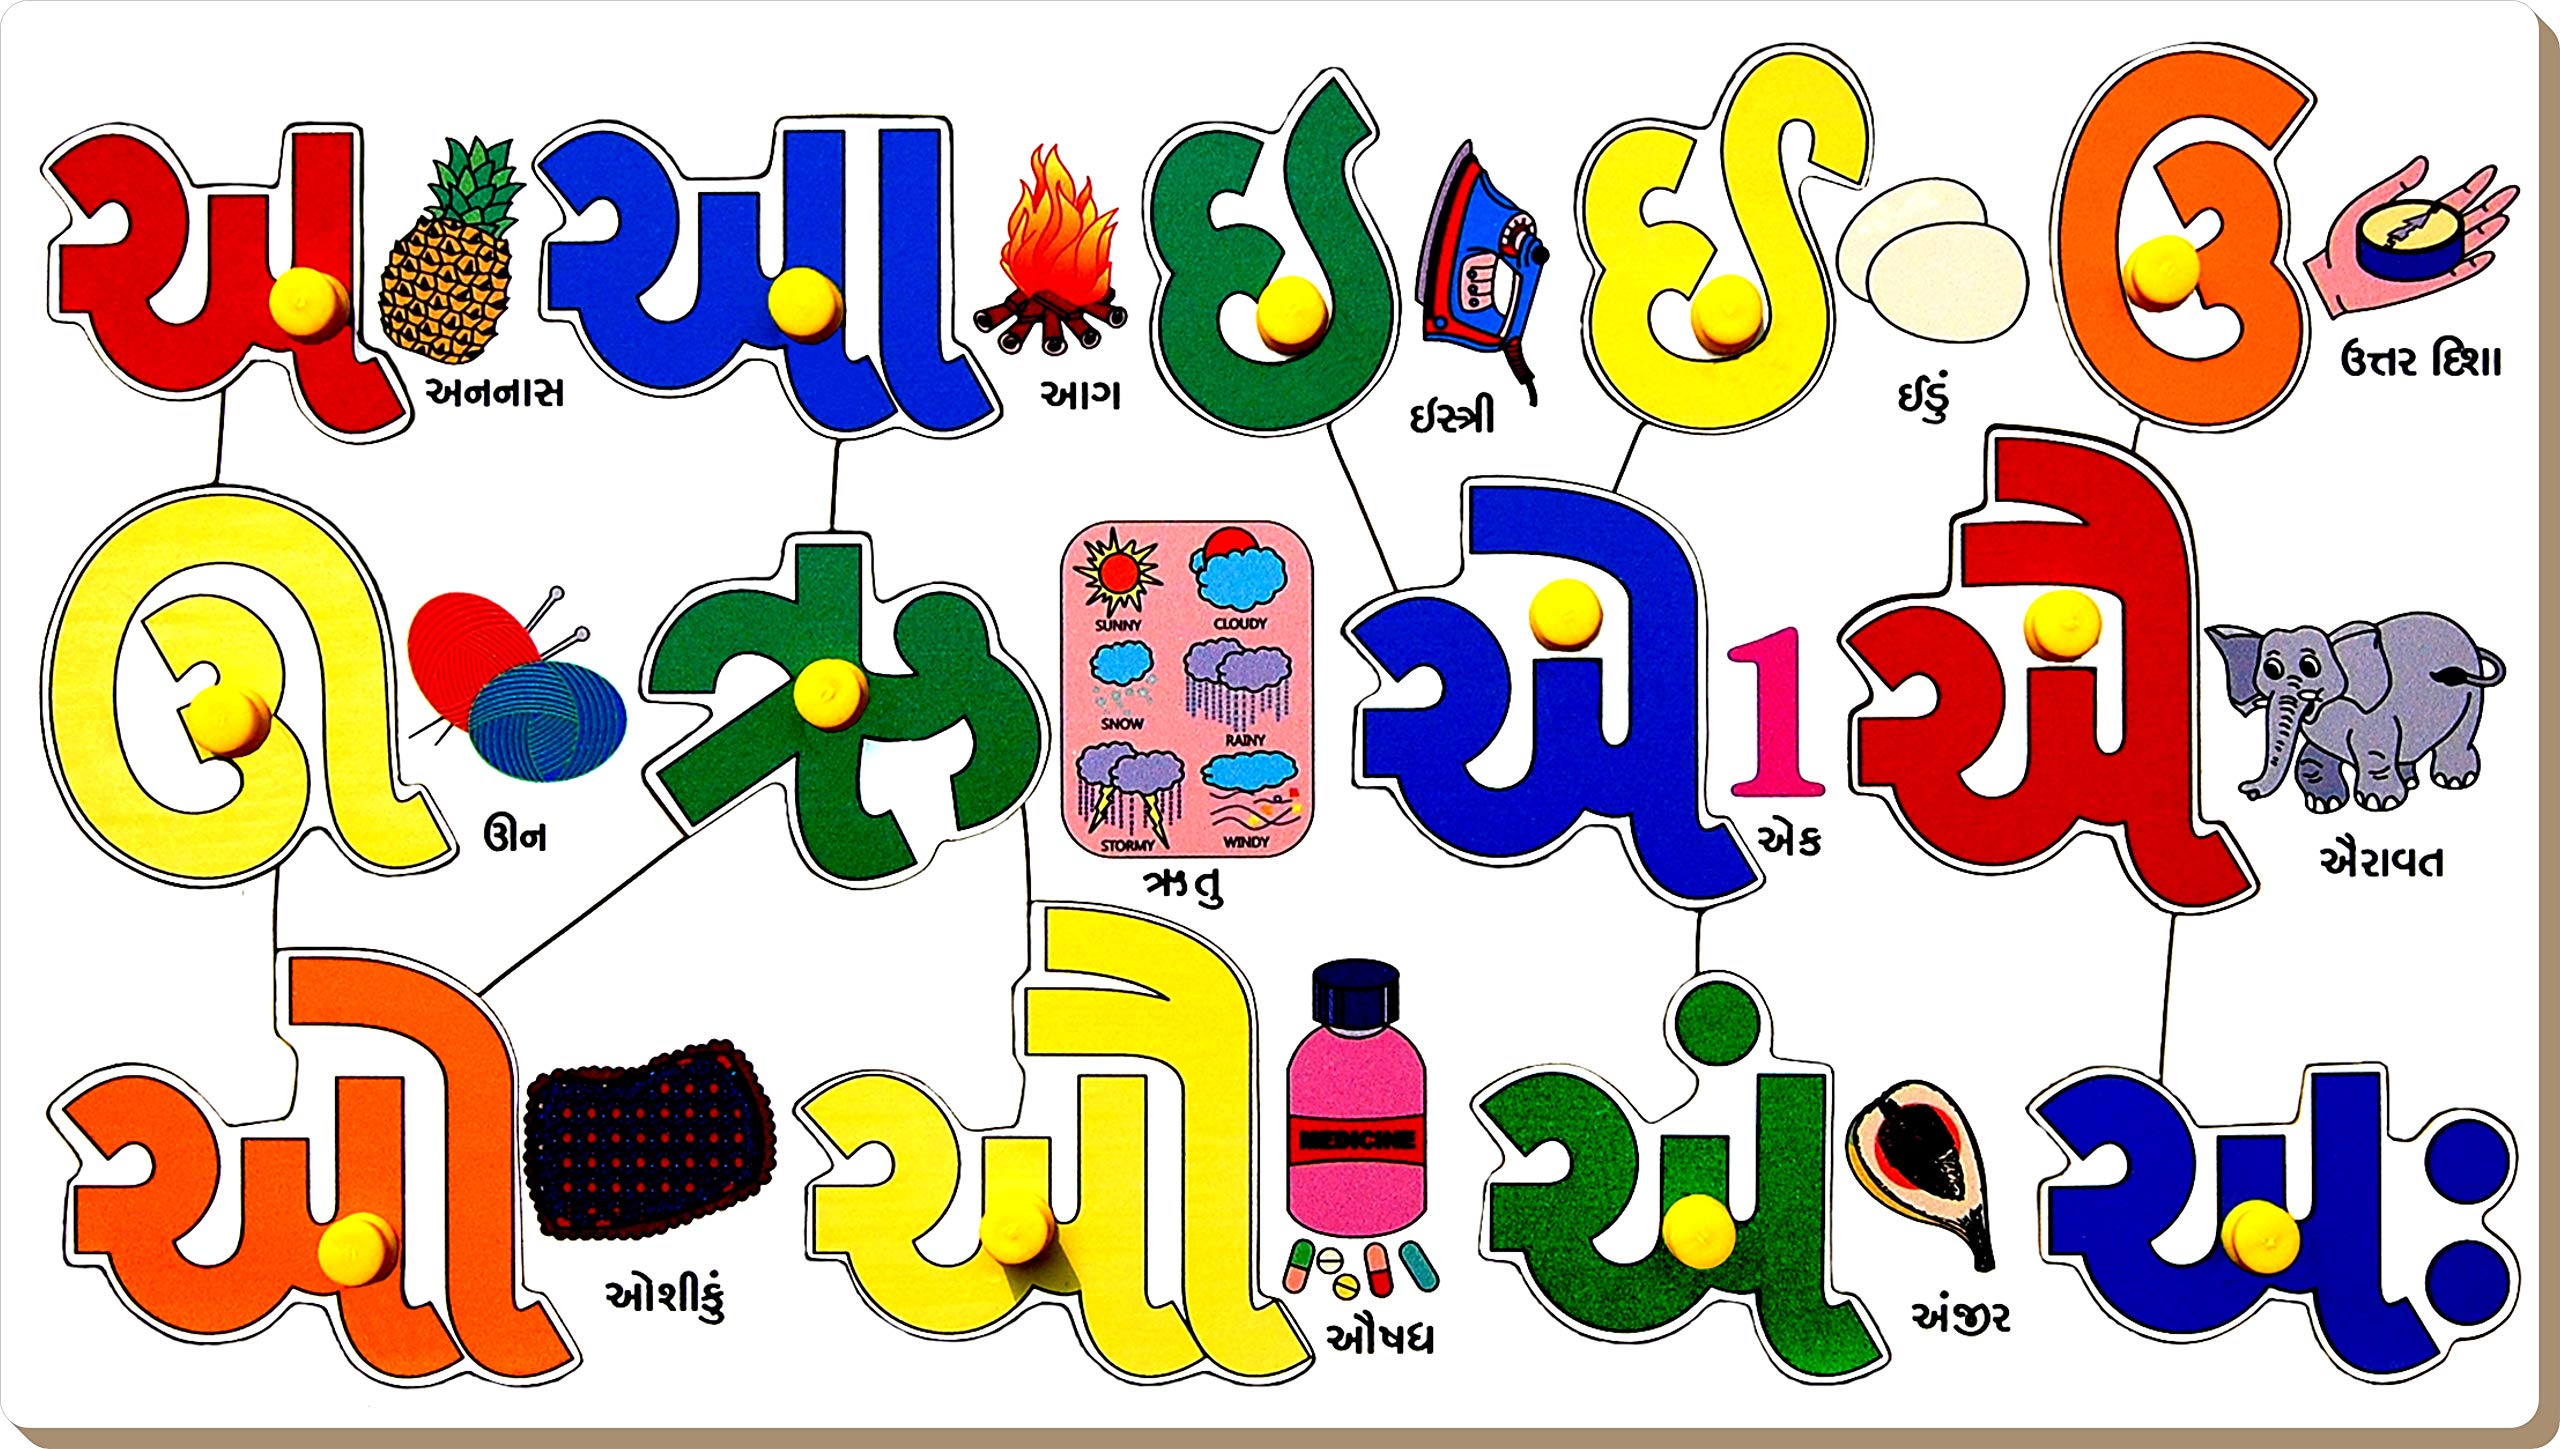 અ
અનનાસ
આ
આગ
ઇ
ઇસ્ત્રી
ઈ
ઈડું
ઉ
ઉત્તર દિશા
ઊ
ઊન
ઋ
SUNNY
CLOUDY
SNOW
RAINY
STORMY
WINDY
ઋતુ
એ
1
એક
ઐ
ઐરાવત
ઓ
ઓશીકું
ઔ
MEDICINE
ઔષધ
અં
અંજીર
અઃ